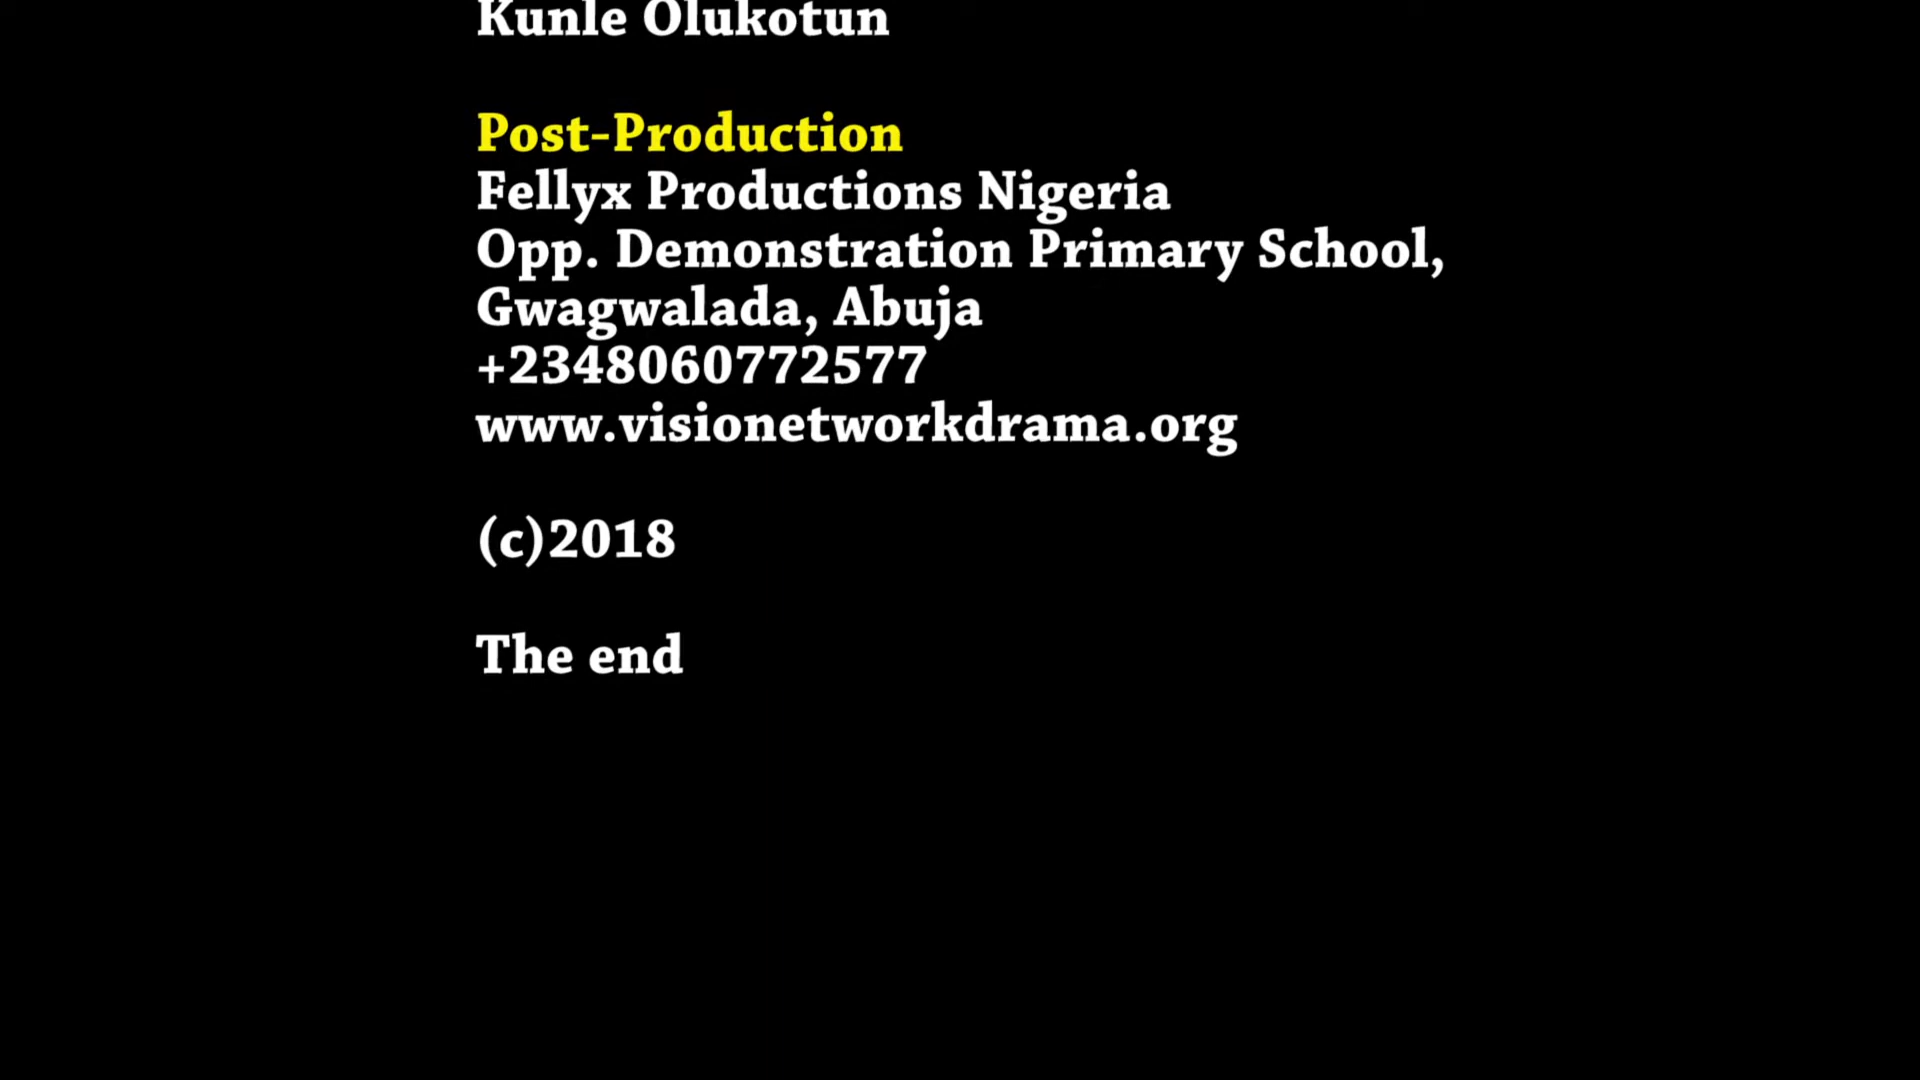 Kunle Olukotun
Post-Production
Fellyx Productions Nigeria
Opp. Demonstration Primary School,
Gwagwalada, Abuja
+2348060772577
www.visionetworkdrama.org
(c)2018
The end